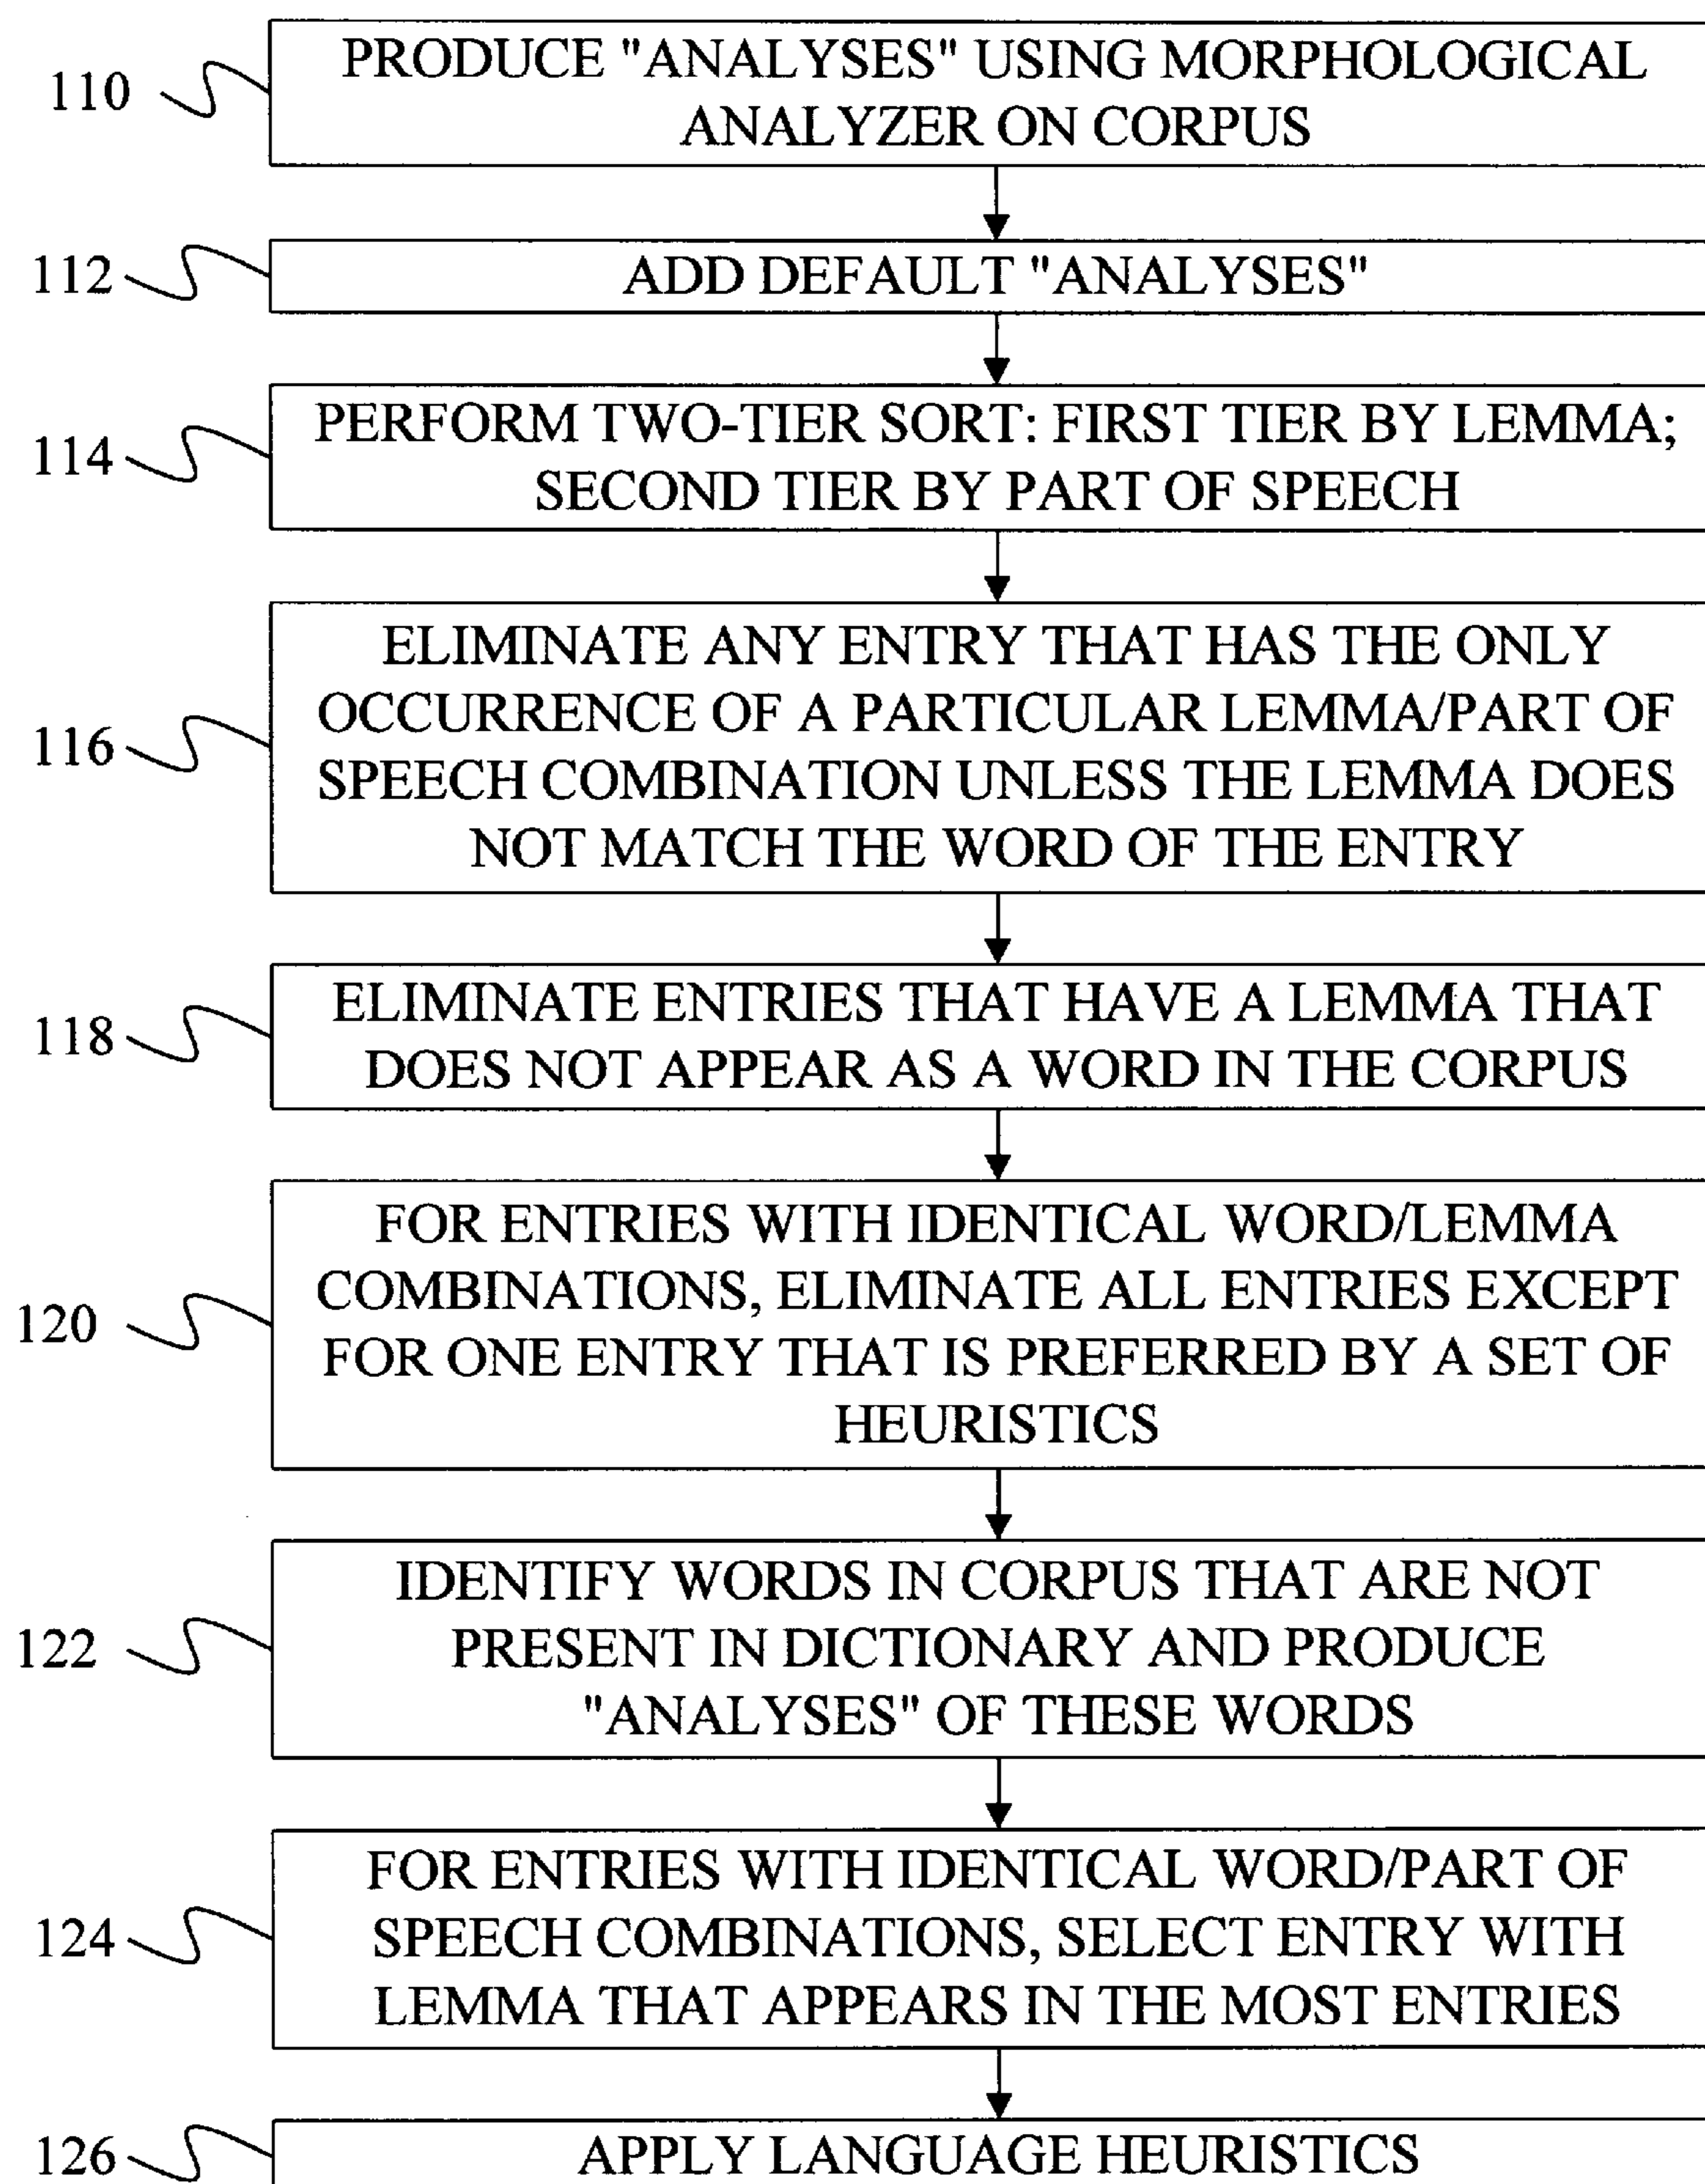 110
PRODUCE "ANALYSES" USING MORPHOLOGICAL
ANALYZER ON CORPUS
112
ADD DEFAULT "ANALYSES"
114
PERFORM TWO-TIER SORT: FIRST TIER BY LEMMA;
SECOND TIER BY PART OF SPEECH
116
ELIMINATE ANY ENTRY THAT HAS THE ONLY
OCCURRENCE OF A PARTICULAR LEMMA/PART OF
SPEECH COMBINATION UNLESS THE LEMMA DOES
NOT MATCH THE WORD OF THE ENTRY
118
ELIMINATE ENTRIES THAT HAVE A LEMMA THAT
DOES NOT APPEAR AS A WORD IN THE CORPUS
120
FOR ENTRIES WITH IDENTICAL WORD/LEMMA
COMBINATIONS, ELIMINATE ALL ENTRIES EXCEPT
FOR ONE ENTRY THAT IS PREFERRED BY A SET OF
HEURISTICS
122
IDENTIFY WORDS IN CORPUS THAT ARE NOT
PRESENT IN DICTIONARY AND PRODUCE
"ANALYSES" OF THESE WORDS
124
FOR ENTRIES WITH IDENTICAL WORD/PART OF
SPEECH COMBINATIONS, SELECT ENTRY WITH
LEMMA THAT APPEARS IN THE MOST ENTRIES
126
APPLY LANGUAGE HEURISTICS